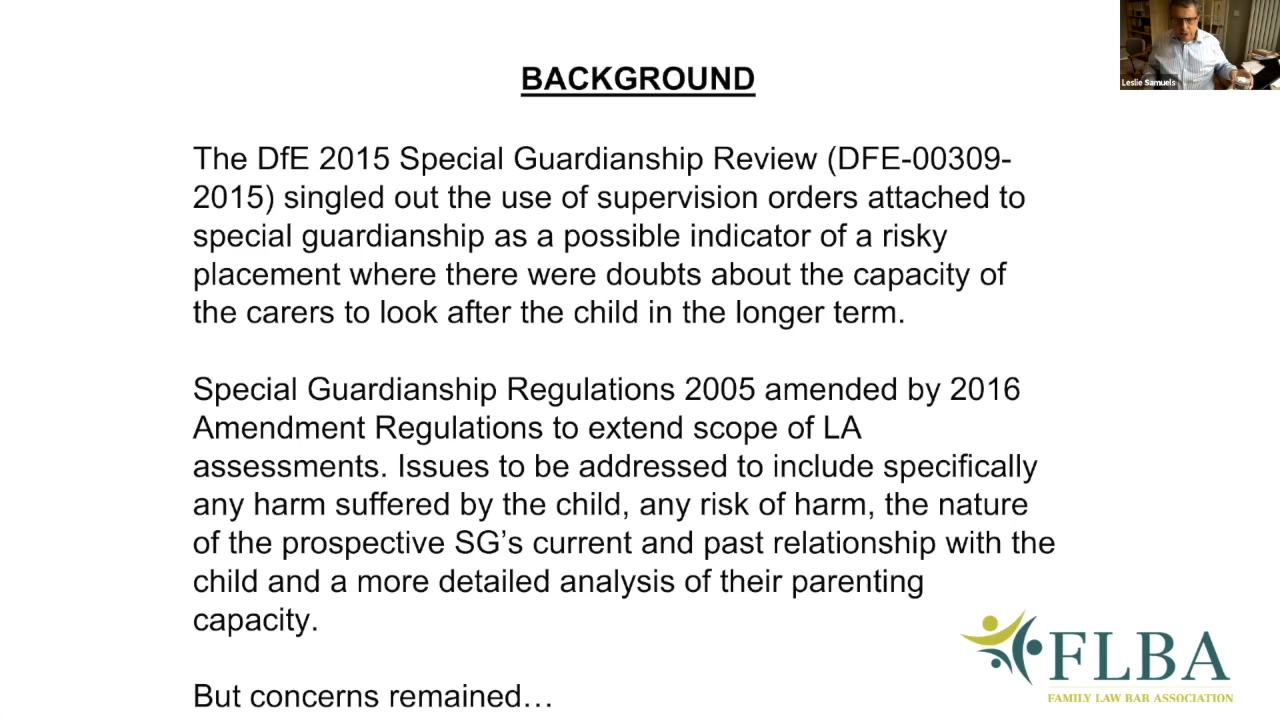 BACKGROUND
Leslie Samuels
The DfE 2015 Special Guardianship Review (DFE-00309-
2015) singled out the use of supervision orders attached to
special guardianship as a possible indicator of a risky
placement where there were doubts about the capacity of
the carers to look after the child in the longer term.
Special Guardianship Regulations 2005 amended by 2016
Amendment Regulations to extend scope of LA
assessments. Issues to be addressed to include specifically
any harm suffered by the child, any risk of harm, the nature
of the prospective SG’s current and past relationship with the
child and a more detailed analysis of their parenting
capacity.
But concerns remained…
FLBA
FAMILY LAW BAR ASSOCIATION